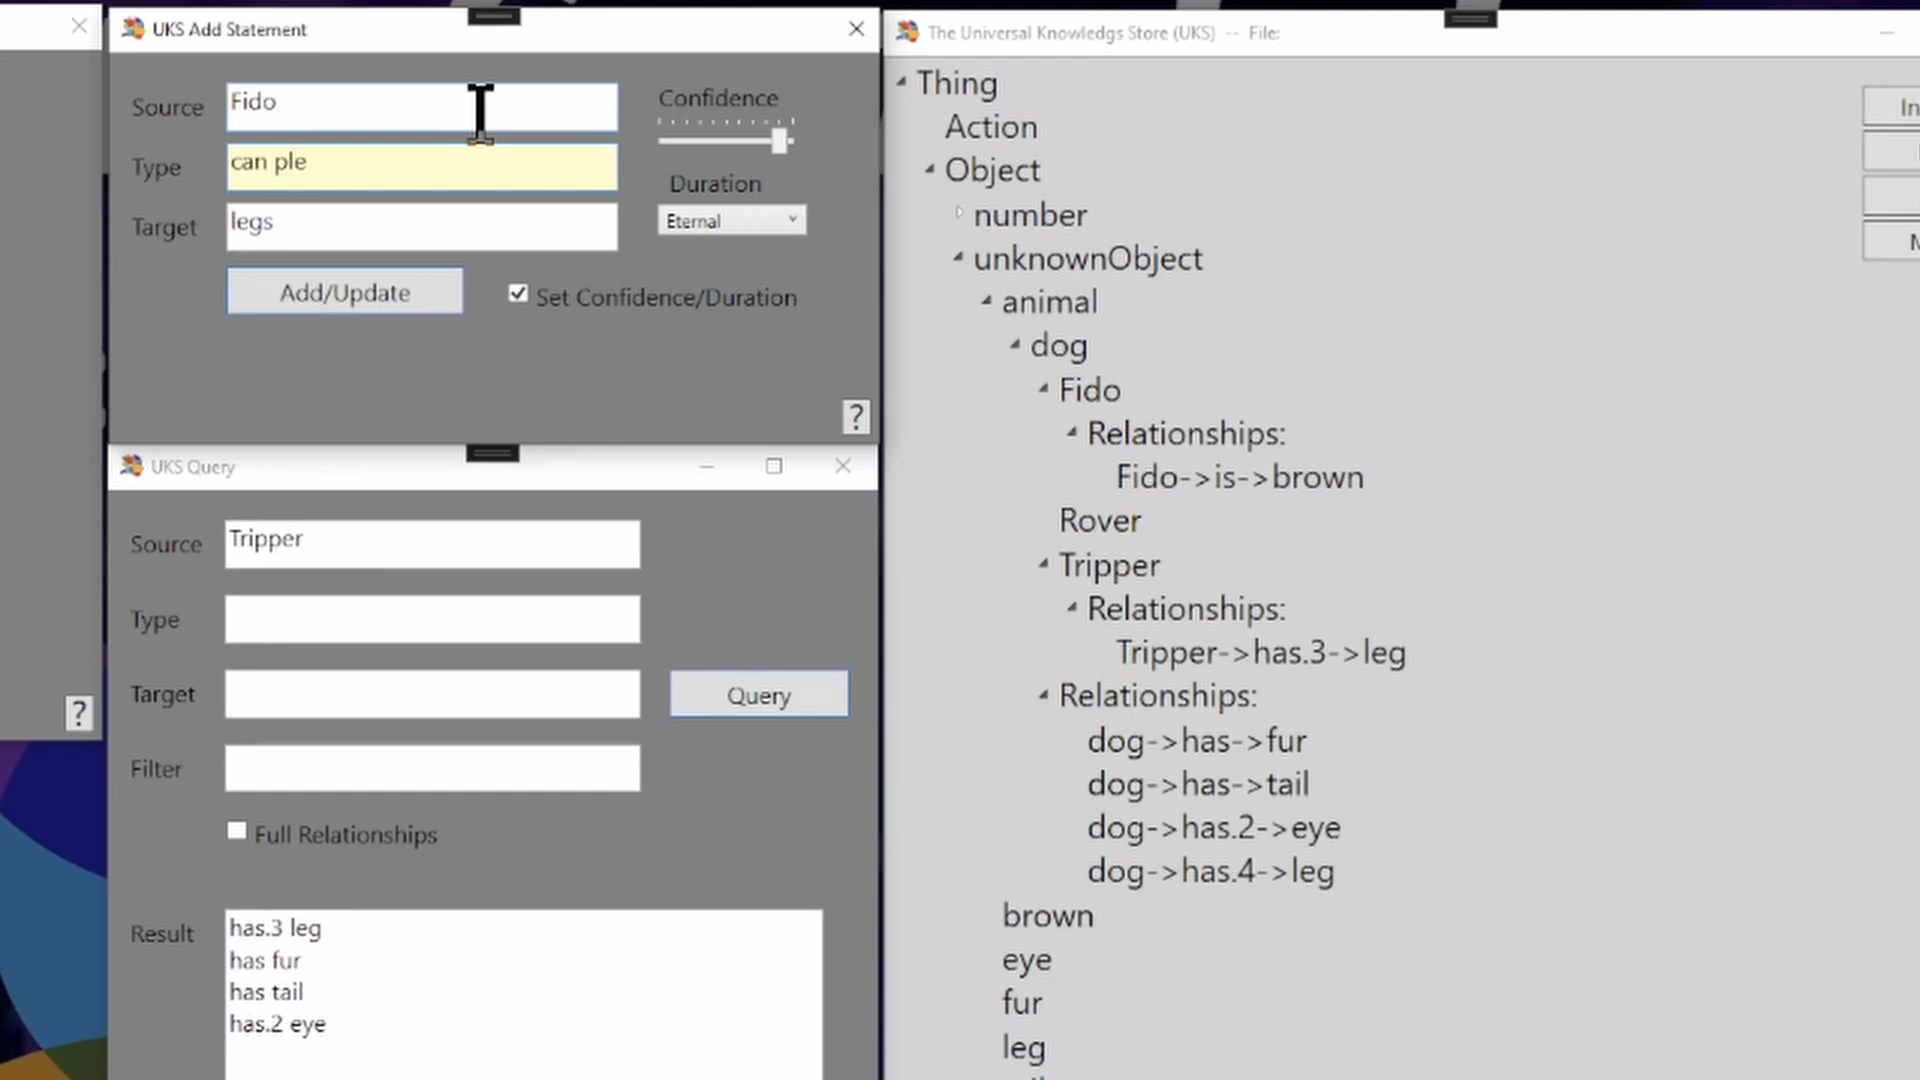 UKS Add Statement
Source
Fido
Confidence
Type
can ple
Duration
Target
legs
Eternal
Add/Update
Set Confidence/Duration
?
UKS Query
Source
Tripper
Type
Target
Query
Filter
Full Relationships
Result
has.3 leg
has fur
has tail
has.2 eye
?
The Universal Knowledgs Store (UKS) -- File:
Thing
Action
Object
number
unknownObject
animal
dog
Fido
Relationships:
Fido->is->brown
Rover
Tripper
Relationships:
Tripper->has.3->leg
Relationships:
dog->has->fur
dog->has->tail
dog->has.2->eye
dog->has.4->leg
brown
eye
fur
leg
In